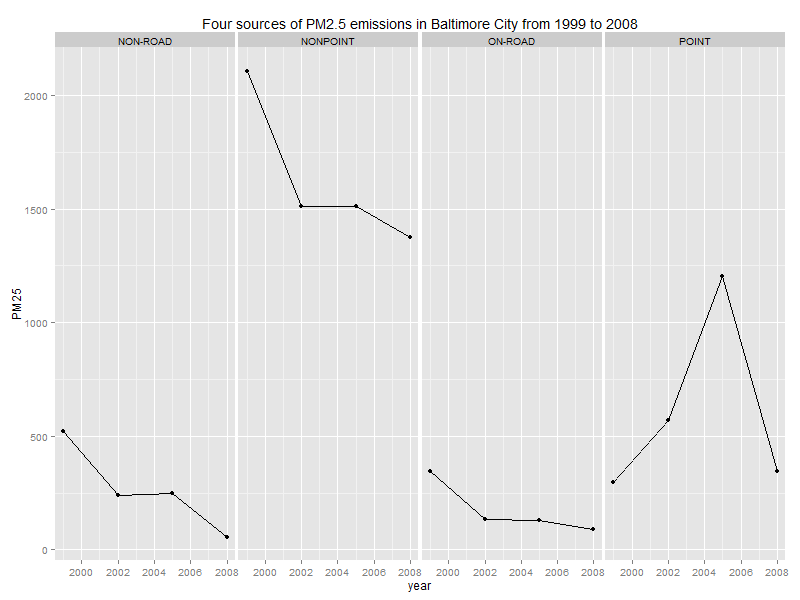 Four sources of PM2.5 emissions in Baltimore City from 1999 to 2008
NON-ROAD NONPOINT ON-ROAD POINT
2000
1500
1000
500
0
PM25
2000 2002 2004 2006 2008 2000 2002 2004 2006 2008 2000 2002 2004 2006 2008 2000 2002 2004 2006 2008
year